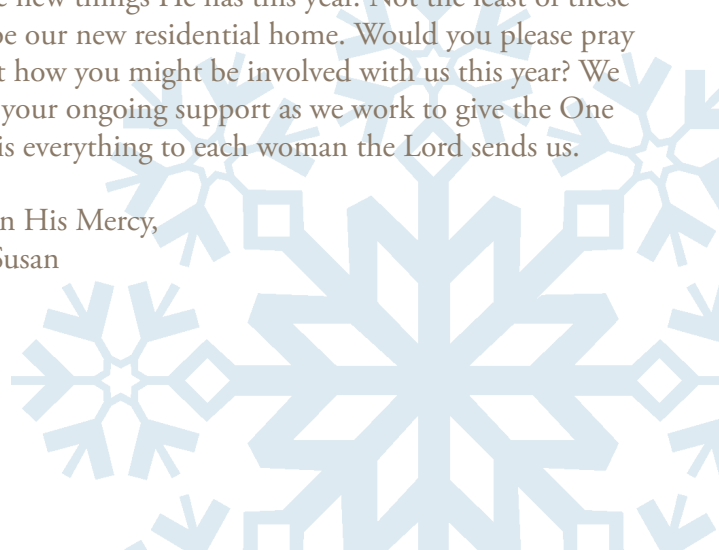 new things He has this year. Not the least of these
be our new residential home. Would you please pray
how you might be involved with us this year? We
your ongoing support as we work to give the One
is everything to each woman the Lord sends us.
n His Mercy,
Susan